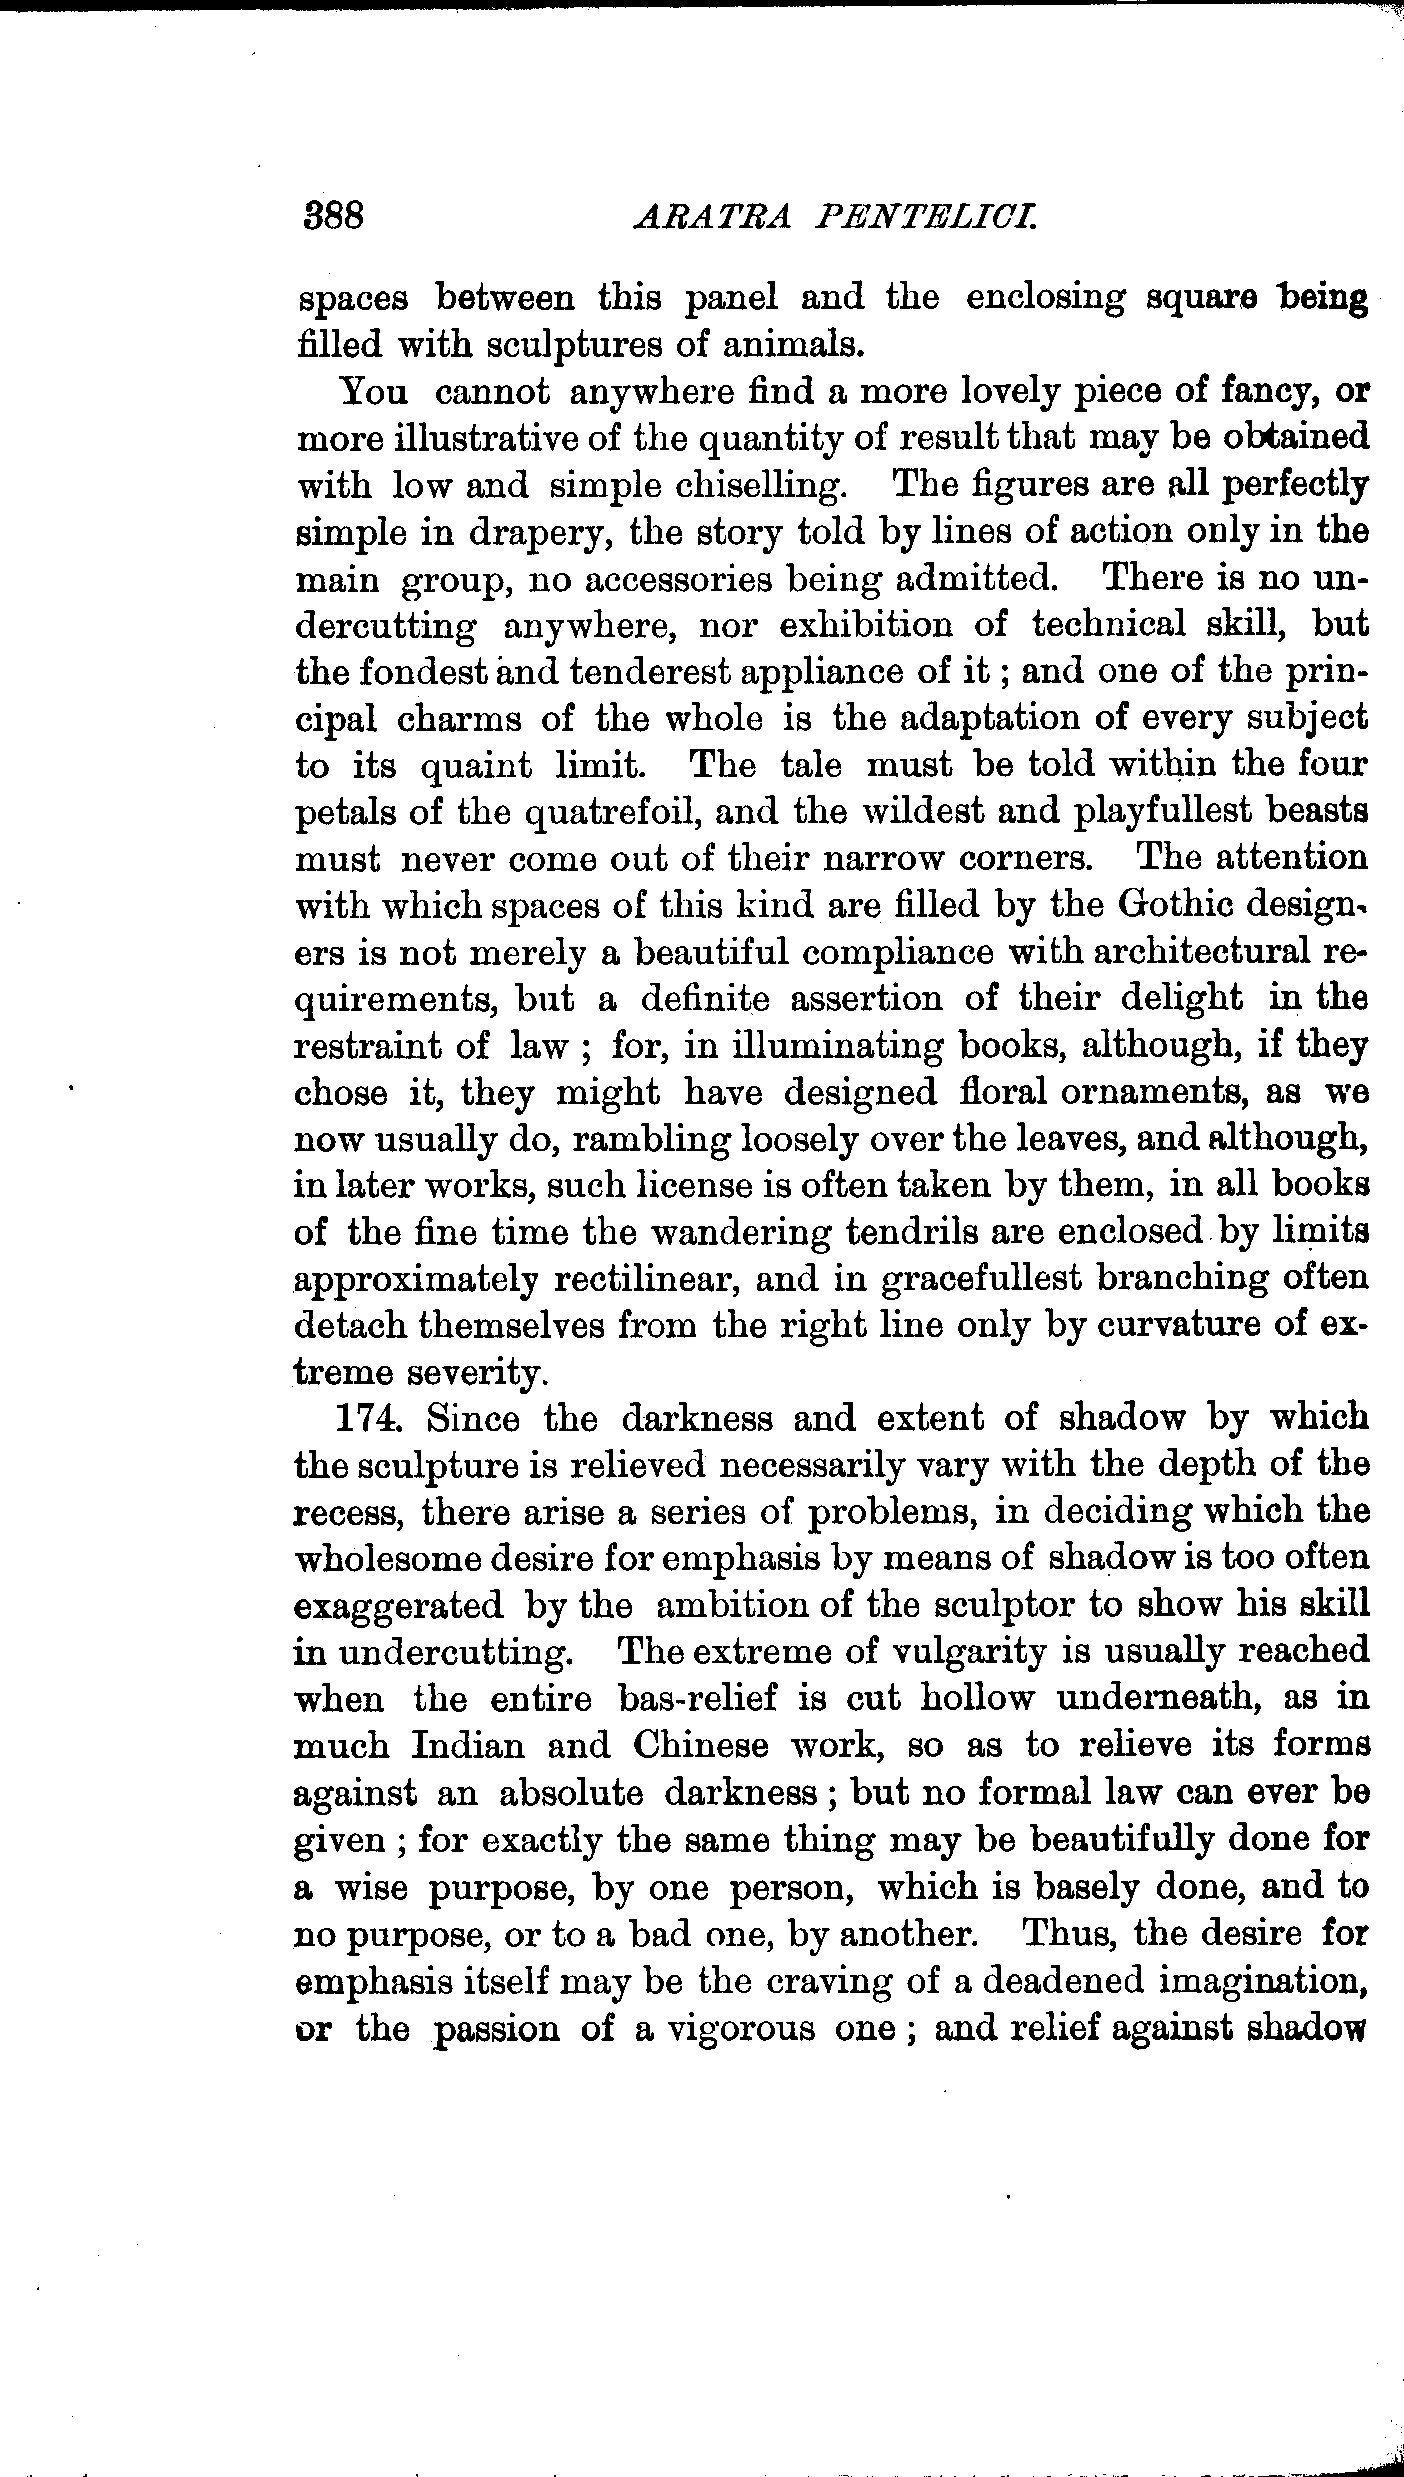 388 ARATRA PENTELICI.
spaces between this panel and the enclosing square being
filled with sculptures of animals.
You cannot anywhere find a more lovely piece of fancy, or
more illustrative of the quantity of result that may be obtained
with low and simple chiselling. The figures are all perfectly
simple in drapery, the story told by lines of action only in the
main group, no accessories being admitted. There is no un-
dercutting anywhere, nor exhibition of technical skill, but
the fondest and tenderest appliance of it ; and one of the prin-
cipal charms of the whole is the adaptation of every subject
to its quaint limit. The tale must be told within the four
petals of the quatrefoil, and the wildest and playfullest beasts
must never come out of their narrow corners. The attention
with which spaces of this kind are filled by the Gothic design-
ers is not merely a beautiful compliance with architectural re-
quirements, but a definite assertion of their delight in the
restraint of law ; for, in illuminating books, although, if they
chose it, they might have designed floral ornaments, as we
now usually do, rambling loosely over the leaves, and although,
in later works, such license is often taken by them, in all books
of the fine time the wandering tendrils are enclosed by limits
approximately rectilinear, and in gracefullest branching often
detach themselves from the right line only by curvature of ex-
treme severity.
174. Since the darkness and extent of shadow by which
the sculpture is relieved necessarily vary with the depth of the
recess, there arise a series of problems, in deciding which the
wholesome desire for emphasis by means of shadow is too often
exaggerated by the ambition of the sculptor to show his skill
in undercutting. The extreme of vulgarity is usually reached
when the entire bas-relief is cut hollow underneath, as in
much Indian and Chinese work, so as to relieve its forms
against an absolute darkness ; but no formal law can ever be
given ; for exactly the same thing may be beautifully done for
a wise purpose, by one person, which is basely done, and to
no purpose, or to a bad one, by another. Thus, the desire for
emphasis itself may be the craving of a deadened imagination,
or the passion of a vigorous one ; and relief against shadow